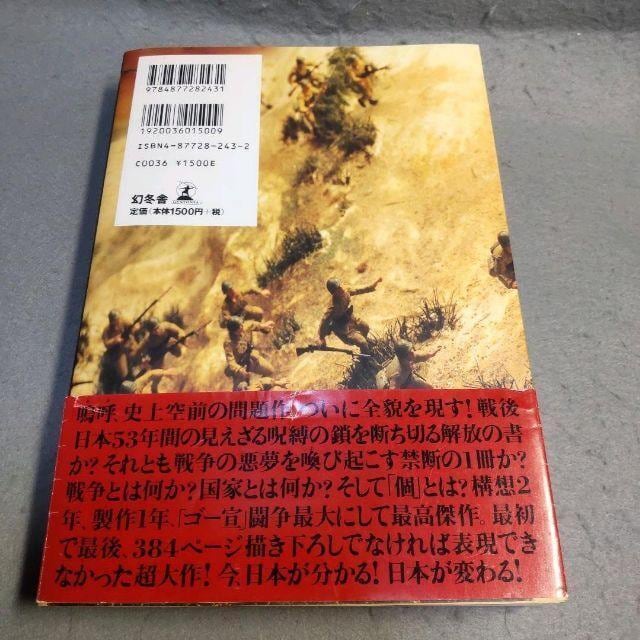 9784877282431
1920036015009
ISBN4-87728-243-2
C0036 ¥1500E
幻冬舎
GENTOSHA
定価(本体1500円+税)
嗚呼、史上空前の問題作、ついに全貌を現す!戦後
日本53年間の見えざる呪縛の鎖を断ち切る解放の書
か?それとも戦争の悪夢を喚び起こす禁断の1冊か?
戦争とは何か?国家とは何か?そして「個」とは?構想2
年、製作1年、「ゴー宣」闘争最大にして最高傑作。最初
で最後、384ページ描き下ろしでなければ表現でき
なかった超大作!今、日本が分かる!日本が変わる!